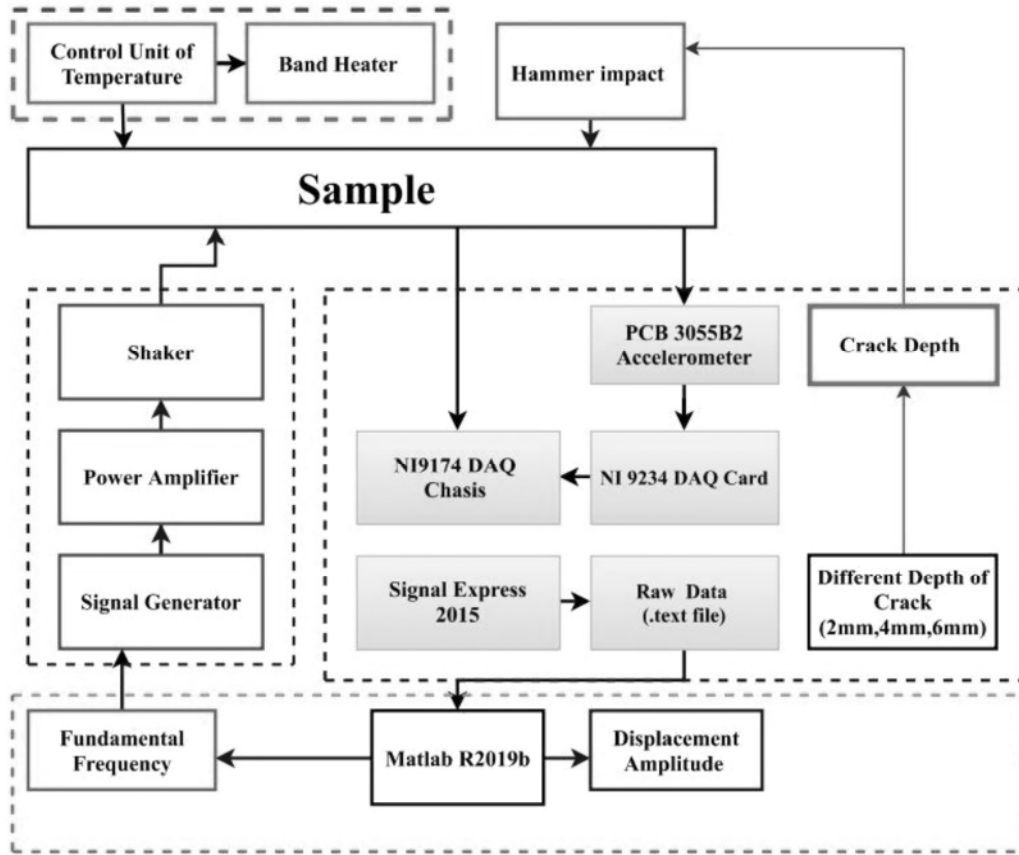 Control Unit of
Temperature
Band Heater
Hammer impact
Sample
Shaker
PCB 3055B2
Accelerometer
Crack Depth
Power Amplifier
NI9174 DAQ
Chasis
NI 9234 DAQ Card
Signal Generator
Signal Express
2015
Raw Data
(.text file)
Different Depth of
Crack
(2mm,4mm,6mm)
Fundamental
Frequency
Matlab R2019b
Displacement
Amplitude